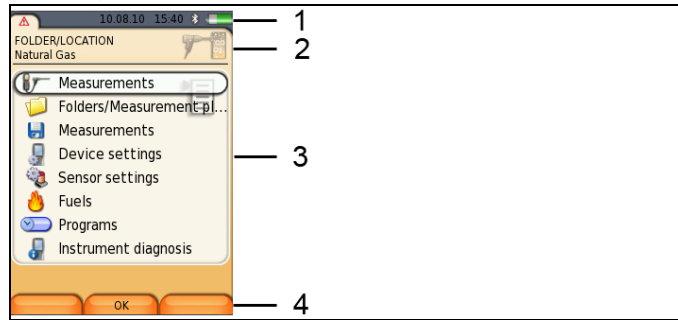 10.08.10 15:40
1
FOLDER/LOCATION
2
Natural Gas
Measurements
Folders/Measurement pl...
Measurements
Device settings
3
Sensor settings
Fuels
Programs
Instrument diagnosis
OK
4